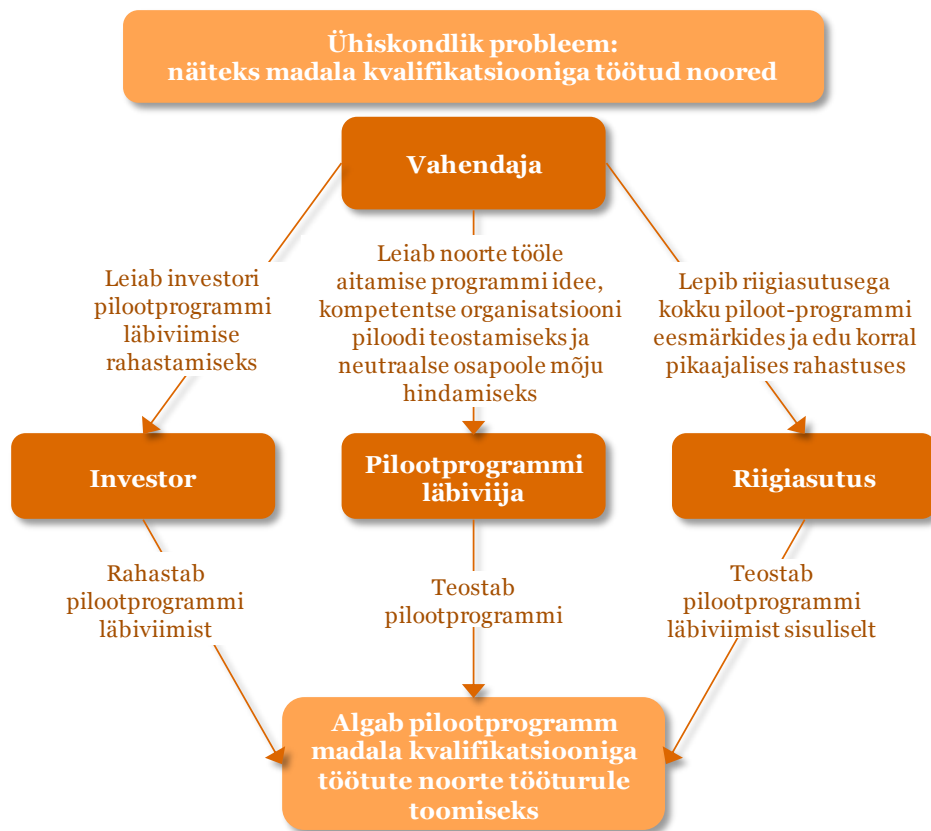 Ühiskondlik probleem:
näiteks madala kvalifikatsiooniga töötud noored
Vahendaja
Leiab investori
pilootprogrammi
läbiviimise
rahastamiseks
Leiab noorte tööle
aitamise programmi idee,
kompetentse organisatsiooni
piloodi teostamiseks ja
neutraalse osapoole mõju
hindamiseks
Lepib riigiasutusega
kokku piloot-programmi
eesmärkides ja edu korral
pikaajalises rahastuses
Investor
Pilootprogrammi
läbiviija
Riigiasutus
Rahastab
pilootprogrammi
läbiviimist
Teostab
pilootprogrammi
Teostab
pilootprogrammi
läbiviimist sisuliselt
Algab pilootprogramm
madala kvalifikatsiooniga
töötute noorte tööturule
toomiseks